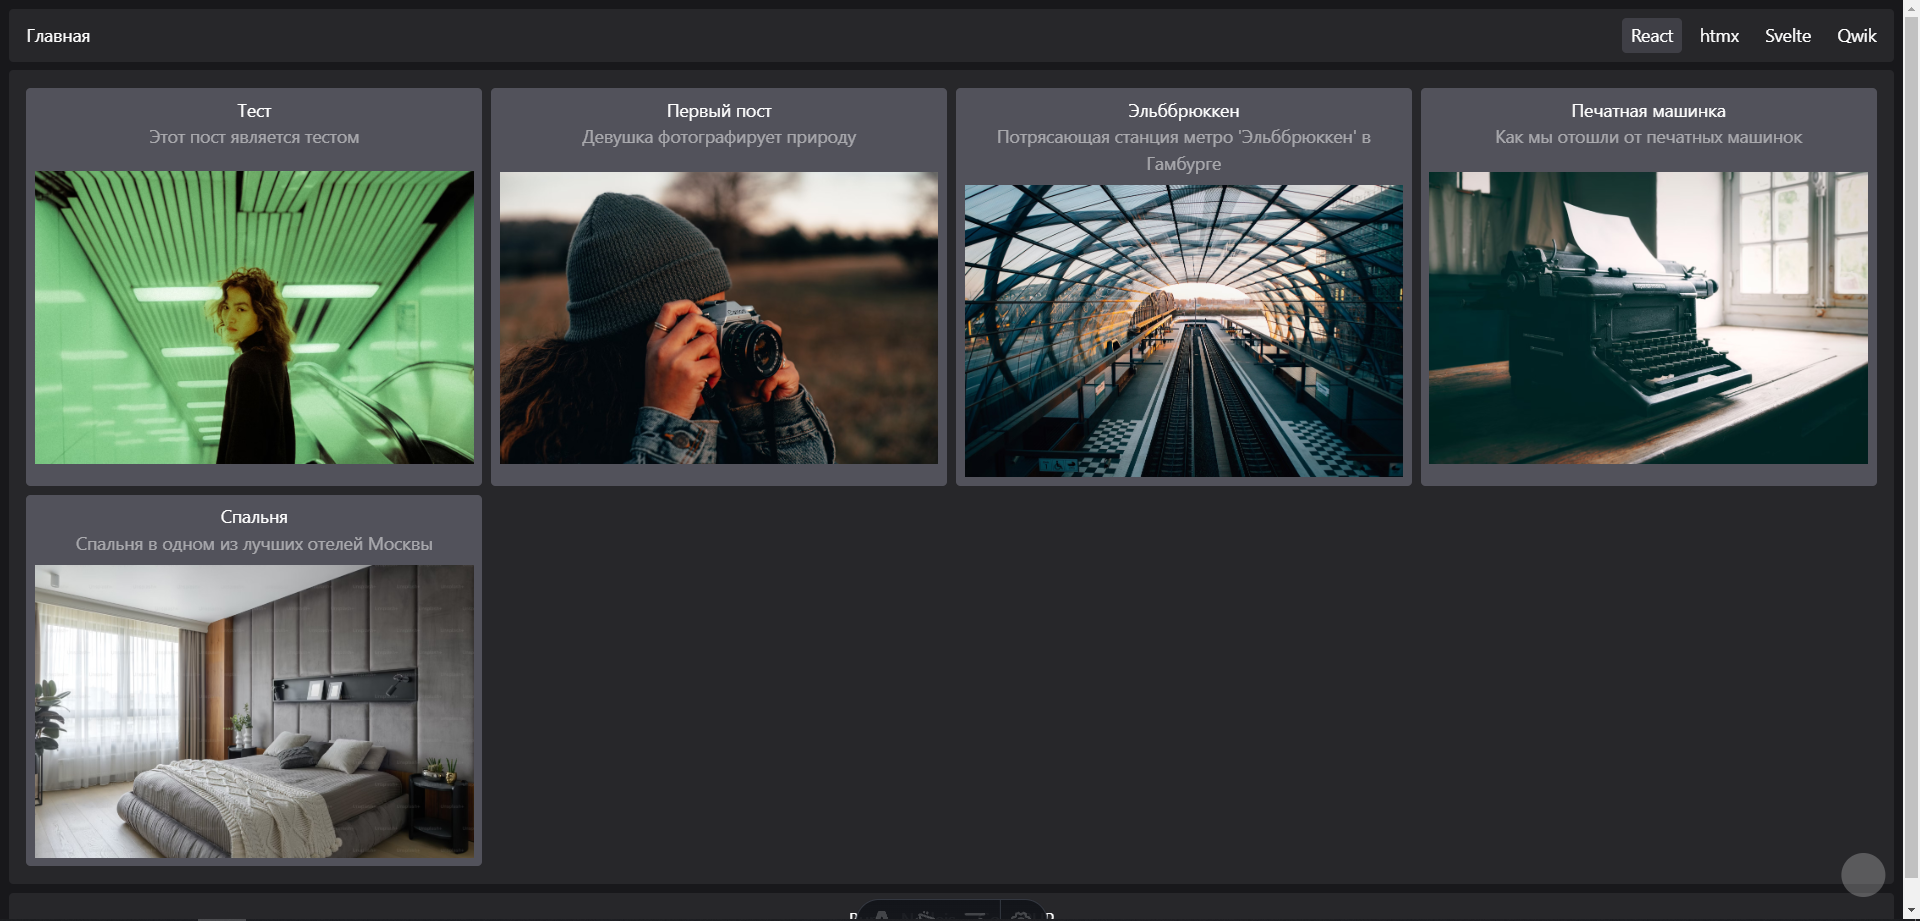 Главная
React htmx Svelte Qwik
Тест
Этот пост является тестом
Первый пост
Девушка фотографирует природу
Эльббрюккен
Потрясающая станция метро 'Эльббрюккен' в
Гамбурге
Печатная машинка
Как мы отошли от печатных машинок
Спальня
Спальня в одном из лучших отелей Москвы